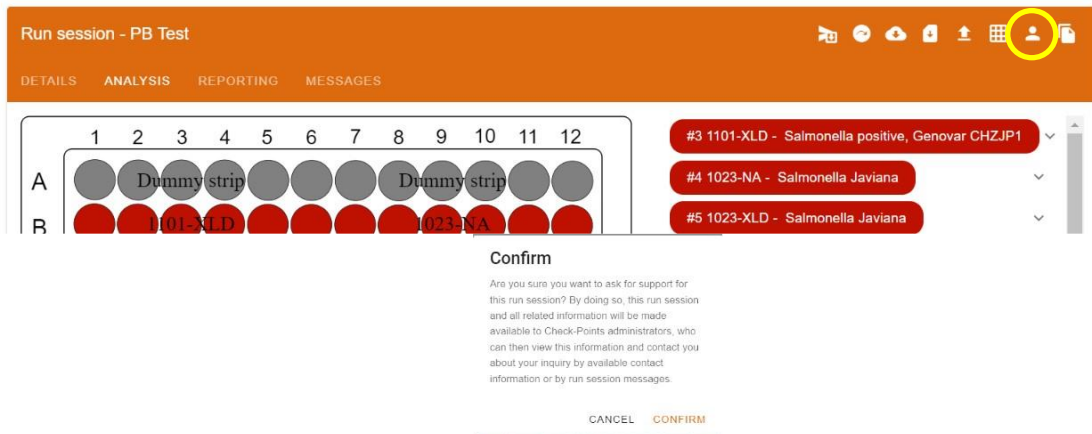 Run session - PB Test
DETAILS ANALYSIS REPORTING MESSAGES
1 2 3 4 5 6 7 8 9 10 11 12
A Dummy strip Dummy strip
B 1101-XLD 1023-NA
#3 1101-XLD - Salmonella positive, Genovar CHZJP1
#4 1023-NA - Salmonella Javiana
#5 1023-XLD - Salmonella Javiana
Confirm
Are you sure you want to ask for support for
this run session? By doing so, this run session
and all related information will be made
available to Check-Points administrators, who
can then view this information and contact you
about your inquiry by available contact
information or by run session messages
CANCEL CONFIRM